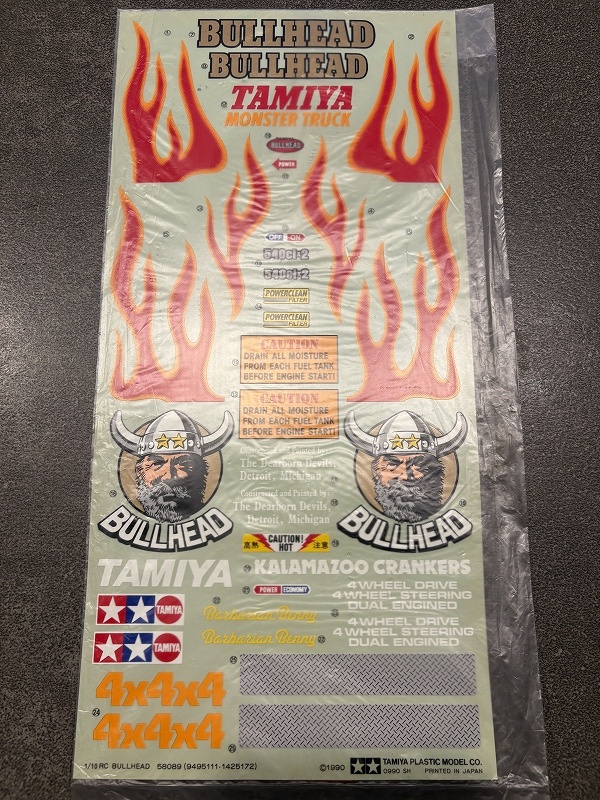 BULLHEAD
BULLHEAD
TAMIYA
MONSTER TRUCK
BULLHEAD
POWER
OFF ON
540cl×2
540cl×2
POWERCLEAN
FILTER
POWERCLEAN
FILTER
CAUTION
DRAIN ALL MOISTURE
FROM EACH FUEL TANK
BEFORE ENGINE START!
CAUTION
DRAIN ALL MOISTURE
FROM EACH FUEL TANK
BEFORE ENGINE START!
BULLHEAD
BULLHEAD
Constructed and Painted by:
The Dearborn Devils,
Detroit, Michigan
Constructed and Painted by:
The Dearborn Devils,
Detroit, Michigan
高熱 CAUTION! HOT 注意
TAMIYA
KALAMAZOO CRANKERS
POWER ECONOMY
4 WHEEL DRIVE
4 WHEEL STEERING
DUAL ENGINED
TAMIYA
Barbarian Benny
4 WHEEL DRIVE
4 WHEEL STEERING
DUAL ENGINED
TAMIYA
Barbarian Benny
4x4x4
4x4x4
1/10 RC BULLHEAD 58089 (9495111-1425172) ©1990 TAMIYA PLASTIC MODEL CO.
0990 SH PRINTED IN JAPAN